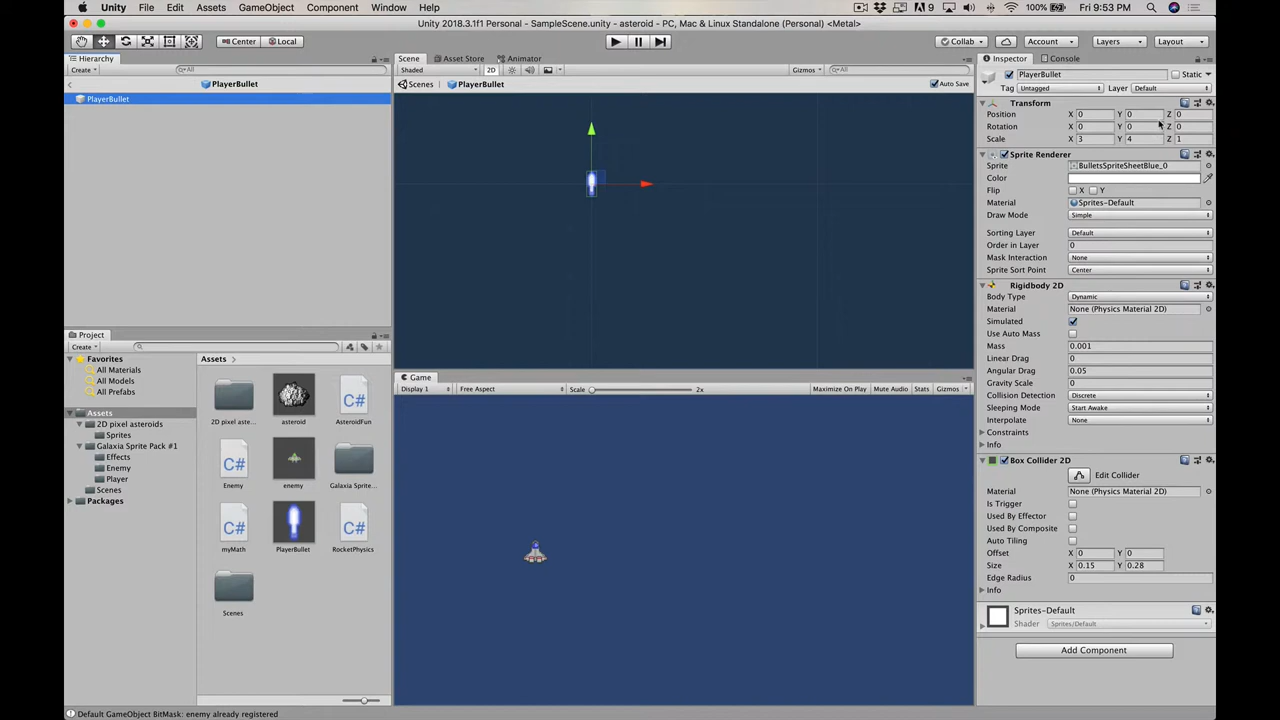 Unity File Edit Assets GameObject Component Window Help 9 100% Fri 9:53 PM
Unity 2018.3.1f1 Personal - SampleScene.unity - asteroid - PC, Mac & Linux Standalone (Personal) <Metal>
Center Local Collab Account Layers Layout
Hierarchy
Create All
PlayerBullet
PlayerBullet
Scene Asset Store Animator
Shaded 2D Gizmos All
Scenes PlayerBullet Auto Save
Project
Create
Favorites
All Materials
All Models
All Prefabs
Assets
2D pixel asteroids
Sprites
Galaxia Sprite Pack #1
Effects
Enemy
Player
Scenes
Packages
Assets
2D pixel aste... asteroid AsteroidFun
Enemy enemy Galaxia Sprite...
myMath PlayerBullet RocketPhysics
Scenes
Game
Display 1 Free Aspect Scale 2x Maximize On Play Mute Audio Stats Gizmos
Inspector Console
PlayerBullet Static
Tag Untagged Layer Default
Transform
Position X 0 Y 0 Z 0
Rotation X 0 Y 0 Z 0
Scale X 3 Y 4 Z 1
Sprite Renderer
Sprite BulletsSpriteSheetBlue_0
Color
Flip X Y
Material Sprites-Default
Draw Mode Simple
Sorting Layer Default
Order in Layer 0
Mask Interaction None
Sprite Sort Point Center
Rigidbody 2D
Body Type Dynamic
Material None (Physics Material 2D)
Simulated
Use Auto Mass
Mass 0.001
Linear Drag 0
Angular Drag 0.05
Gravity Scale 0
Collision Detection Discrete
Sleeping Mode Start Awake
Interpolate None
Constraints
Info
Box Collider 2D
Edit Collider
Material None (Physics Material 2D)
Is Trigger
Used By Effector
Used By Composite
Auto Tiling
Offset X 0 Y 0
Size X 0.15 Y 0.28
Edge Radius 0
Info
Sprites-Default
Shader Sprites/Default
Add Component
Default GameObject BitMask: enemy already registered